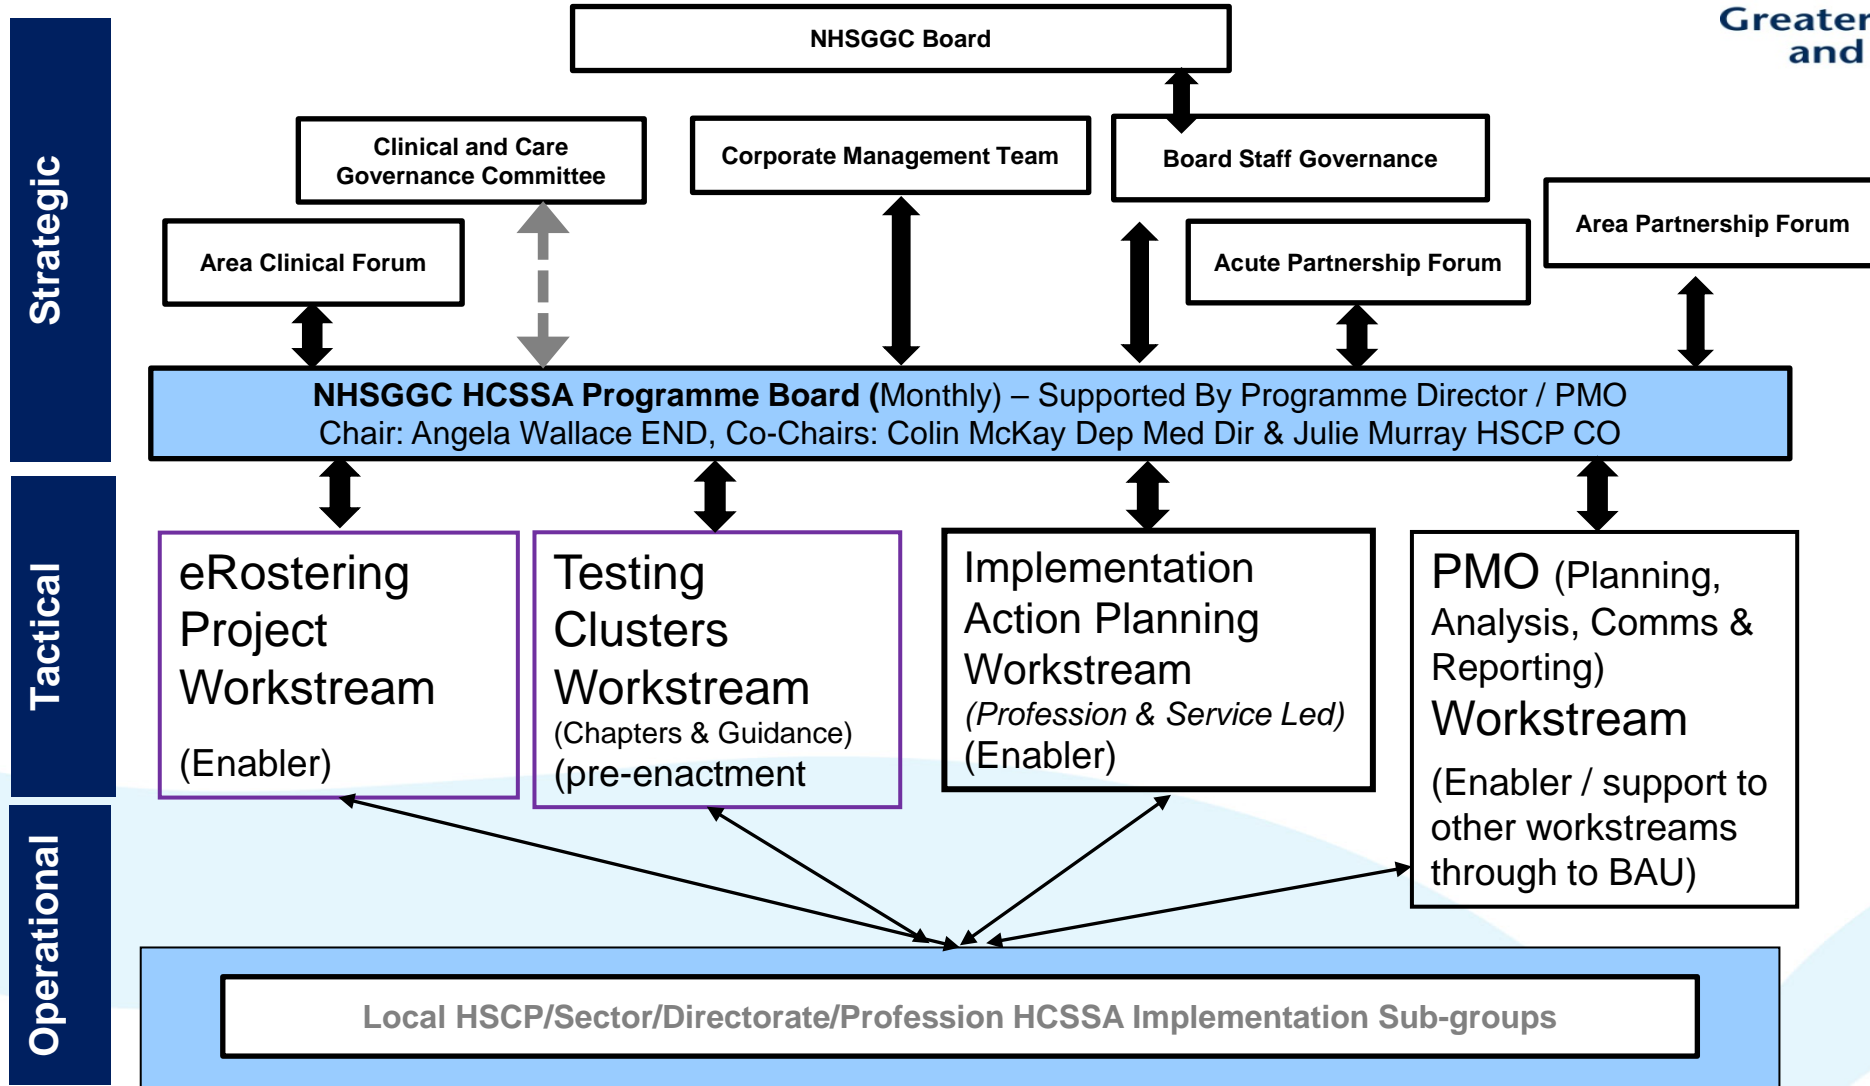 Greater
and
NHSGGC Board
Strategic
Clinical and Care
Governance Committee
Corporate Management Team
Board Staff Governance
Area Partnership Forum
Area Clinical Forum
Acute Partnership Forum
NHSGGC HCSSA Programme Board (Monthly) – Supported By Programme Director / PMO
Chair: Angela Wallace END, Co-Chairs: Colin McKay Dep Med Dir & Julie Murray HSCP CO
Tactical
eRostering
Project
Workstream
(Enabler)
Testing
Clusters
Workstream
(Chapters & Guidance)
(pre-enactment
Implementation
Action Planning
Workstream
(Profession & Service Led)
(Enabler)
PMO (Planning,
Analysis, Comms &
Reporting)
Workstream
(Enabler / support to
other workstreams
through to BAU)
Operational
Local HSCP/Sector/Directorate/Profession HCSSA Implementation Sub-groups